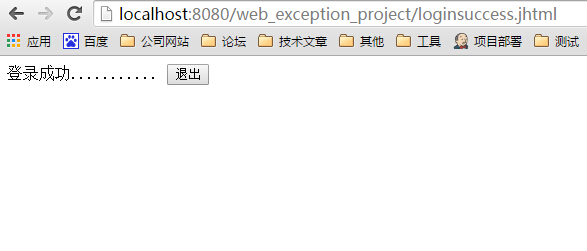 localhost:8080/web_exception_project/loginsuccess.jhtml
应用 百度 公司网站 论坛 技术文章 其他 工具 项目部署 测试
登录成功........... 退出